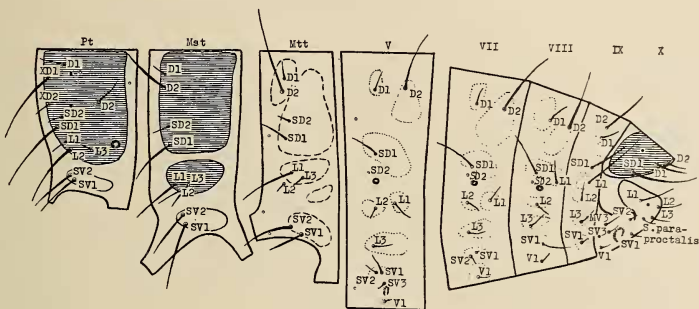 Pt Mst Mtt V VII VIII IX X
XD1 D1
XD2 D2
SD2
SD1
L1
L2 L3
SV2
SV1
D1
D2
SD2
SD1
L1 L3
L2
SV2
SV1
D1
D2
SD2
SD1
L1
L3
L2
SV2
SV1
D1 D2
SD1
SD2
L2 L1
L3
SV2 SV1
SV3
V1
D1 D2
SD1
SD2
L2 L1
L3
SV2 SV1
V1
D1 D2
SD1
SD2 L1
L2
L3
SV1
V1
D2
D1
SD1
L1
L2
L3 MV3
SV1 SV3
V1
D1
SD1 D2
L1 L2
SV2 L3
SV1
S. para-
proctalis